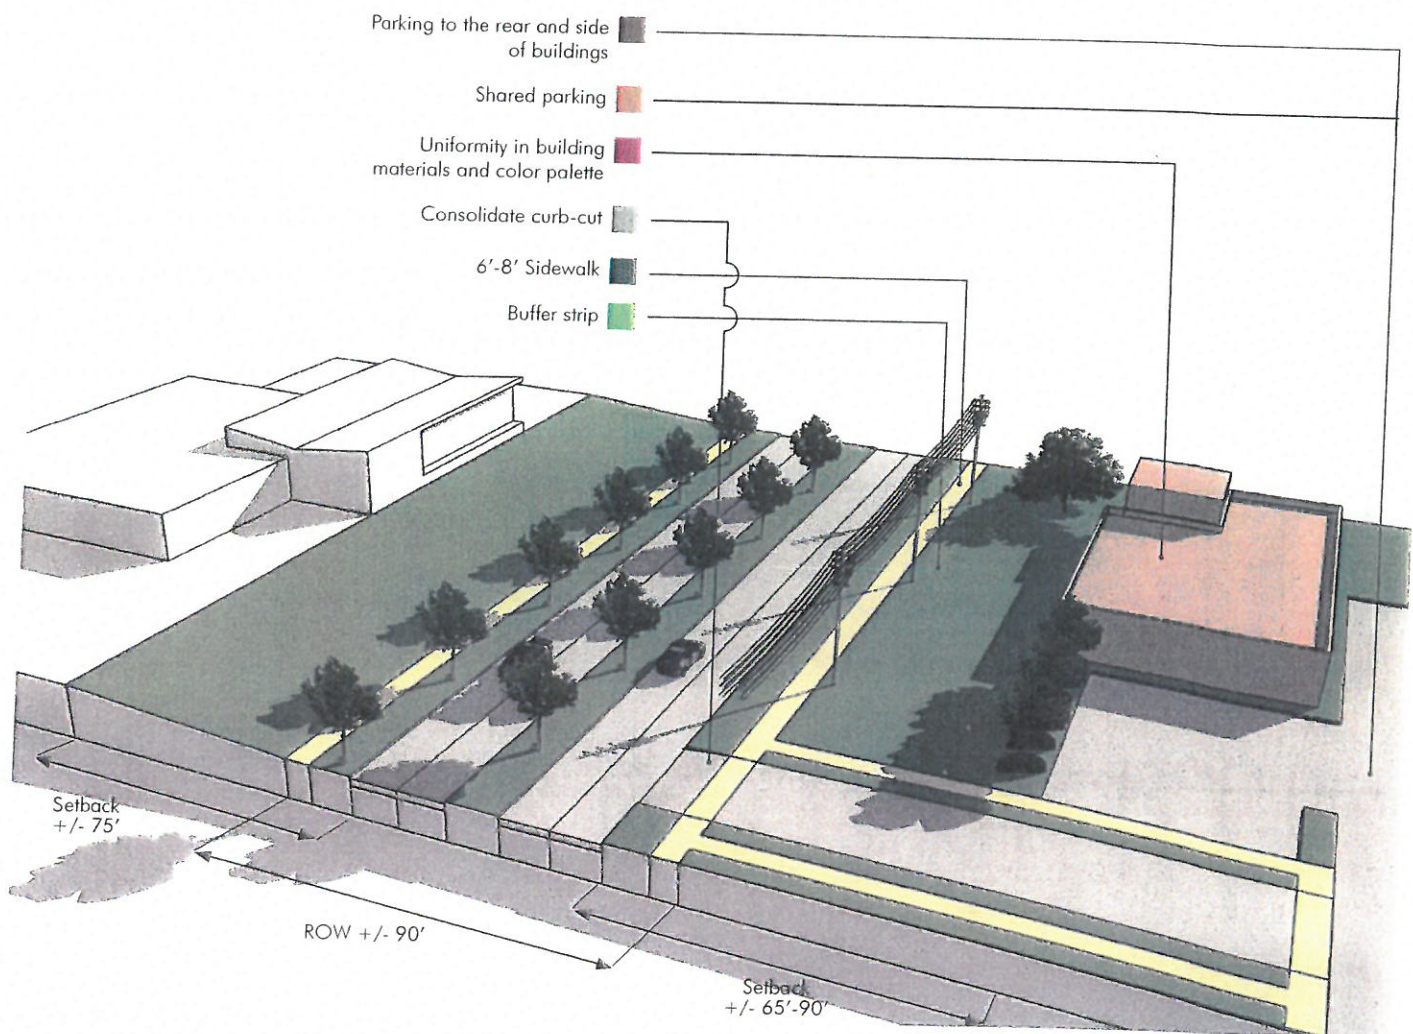 Parking to the rear and side
of buildings
Shared parking
Uniformity in building
materials and color palette
Consolidate curb-cut
6'-8' Sidewalk
Buffer strip
Setback
+/- 75'
ROW +/- 90'
Setback
+/- 65'-90'